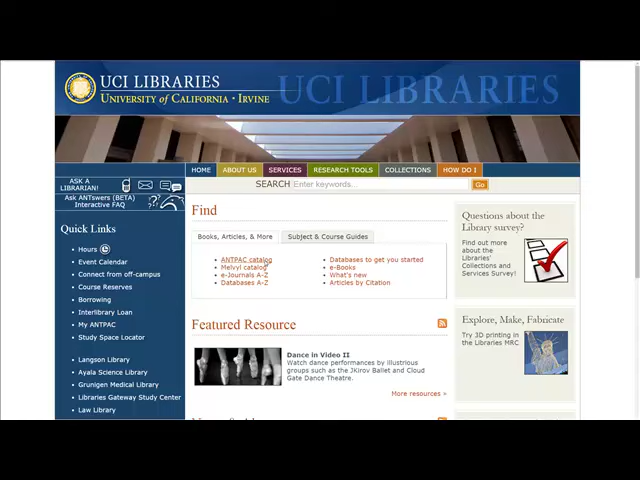 UCI LIBRARIES
UNIVERSITY of CALIFORNIA • IRVINE
UCI LIBRARIES
HOME
ABOUT US
SERVICES
RESEARCH TOOLS
COLLECTIONS
HOW DO I
ASK A
LIBRARIAN!
SEARCH Enter keywords...
Go
Ask ANTswers (BETA)
Interactive FAQ
Quick Links
Hours
Event Calendar
Connect from off-campus
Course Reserves
Borrowing
Interlibrary Loan
My ANTPAC
Study Space Locator
Langson Library
Ayala Science Library
Grunigen Medical Library
Libraries Gateway Study Center
Law Library
Find
Books, Articles, & More
Subject & Course Guides
ANTPAC catalog
Melvyl catalog
e-Journals A-Z
Databases A-Z
Databases to get you started
e-Books
What's new
Articles by Citation
Featured Resource
Dance in Video II
Watch dance performances by illustrious
groups such as the JKirov Ballet and Cloud
Gate Dance Theatre.
More resources »
Questions about the
Library survey?
Find out more
about the
Libraries'
Collections and
Services Survey!
Explore, Make, Fabricate
Try 3D printing in
the Libraries MRC